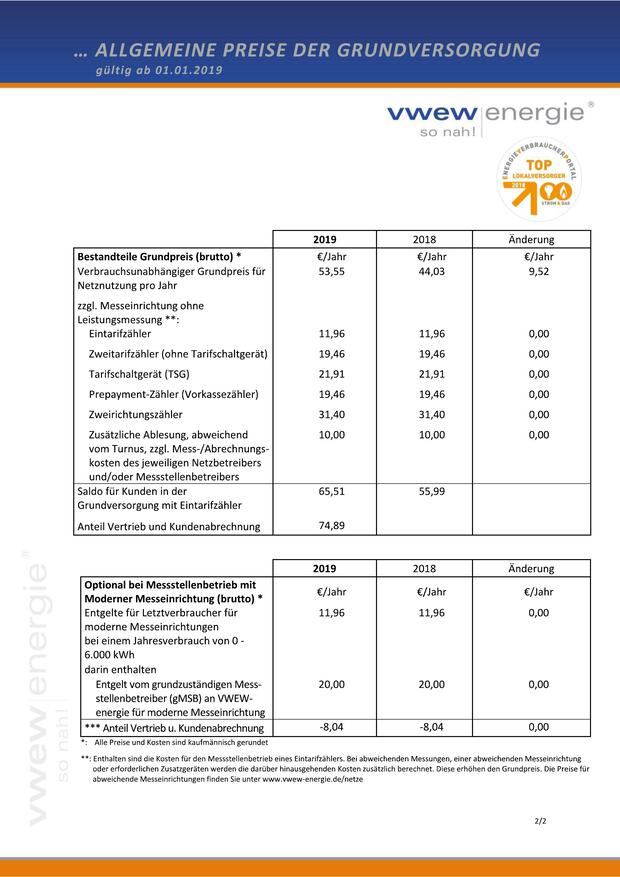 ... ALLGEMEINE PREISE DER GRUNDVERSORGUNG
gültig ab 01.01.2019
vwew energie®
so nah!
ENERGIEVERBRAUCHERPORTAL
TOP
LOKALVERSORGER
2018
STROM & GAS
2019 2018 Änderung
Bestandteile Grundpreis (brutto) * €/Jahr €/Jahr €/Jahr
Verbrauchsunabhängiger Grundpreis für 53,55 44,03 9,52
Netznutzung pro Jahr
zzgl. Messeinrichtung ohne
Leistungsmessung **:
Eintarifzähler 11,96 11,96 0,00
Zweitarifzähler (ohne Tarifschaltgerät) 19,46 19,46 0,00
Tarifschaltgerät (TSG) 21,91 21,91 0,00
Prepayment-Zähler (Vorkassezähler) 19,46 19,46 0,00
Zweirichtungszähler 31,40 31,40 0,00
Zusätzliche Ablesung, abweichend 10,00 10,00 0,00
vom Turnus, zzgl. Mess-/Abrechnungs-
kosten des jeweiligen Netzbetreibers
und/oder Messstellenbetreibers
Saldo für Kunden in der 65,51 55,99
Grundversorgung mit Eintarifzähler
Anteil Vertrieb und Kundenabrechnung 74,89
2019 2018 Änderung
Optional bei Messstellenbetrieb mit
Moderner Messeinrichtung (brutto) * €/Jahr €/Jahr €/Jahr
Entgelte für Letztverbraucher für 11,96 11,96 0,00
moderne Messeinrichtungen
bei einem Jahresverbrauch von 0 -
6.000 kWh
darin enthalten
Entgelt vom grundzuständigen Mess- 20,00 20,00 0,00
stellenbetreiber (gMSB) an VWEW-
energie für moderne Messeinrichtung
*** Anteil Vertrieb u. Kundenabrechnung -8,04 -8,04 0,00
*: Alle Preise und Kosten sind kaufmännisch gerundet
**: Enthalten sind die Kosten für den Messstellenbetrieb eines Eintarifzählers. Bei abweichenden Messungen, einer abweichenden Messeinrichtung
oder erforderlichen Zusatzgeräten werden die darüber hinausgehenden Kosten zusätzlich berechnet. Diese erhöhen den Grundpreis. Die Preise für
abweichende Messeinrichtungen finden Sie unter www.vwew-energie.de/netze
2/2
vwew energie®
so nah!